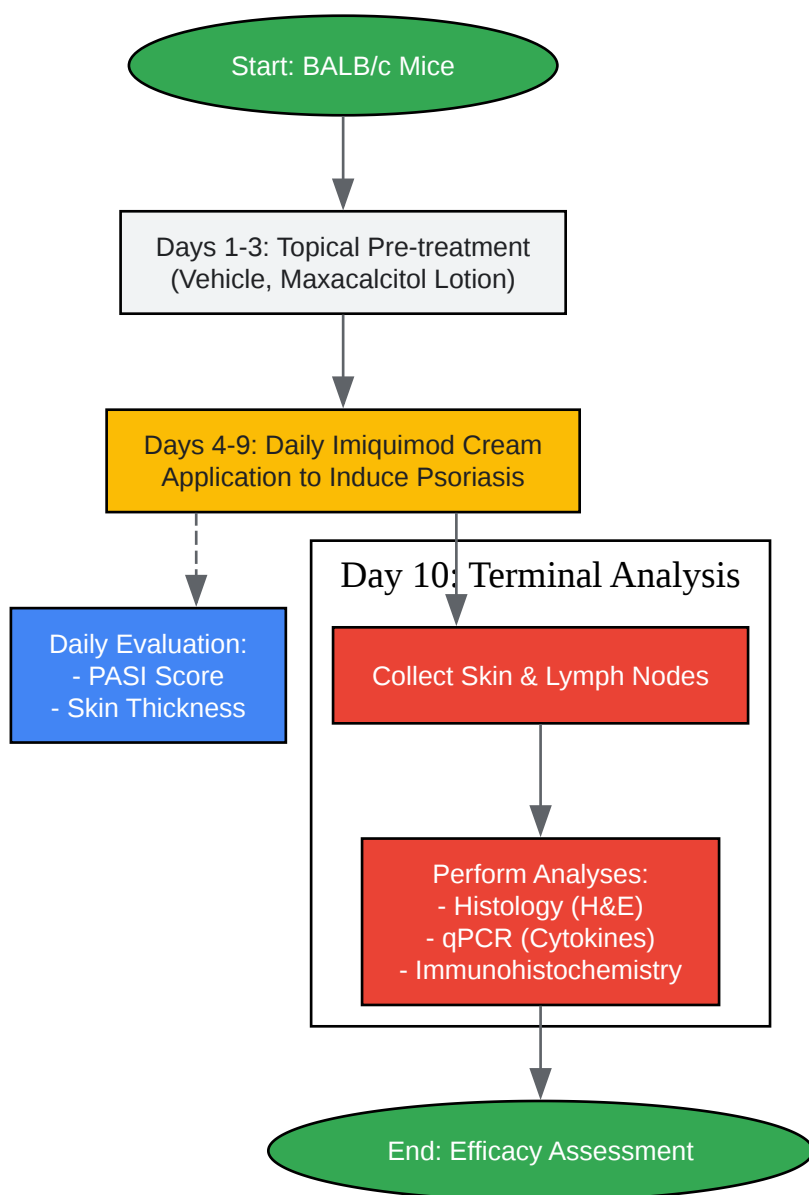 Start: BALB/c Mice
Days 1-3: Topical Pre-treatment
(Vehicle, Maxacalcitol Lotion)
Days 4-9: Daily Imiquimod Cream
Application to Induce Psoriasis
Daily Evaluation:
- PASI Score
- Skin Thickness
Day 10: Terminal Analysis
Collect Skin & Lymph Nodes
Perform Analyses:
- Histology (H&E)
- qPCR (Cytokines)
- Immunohistochemistry
End: Efficacy Assessment